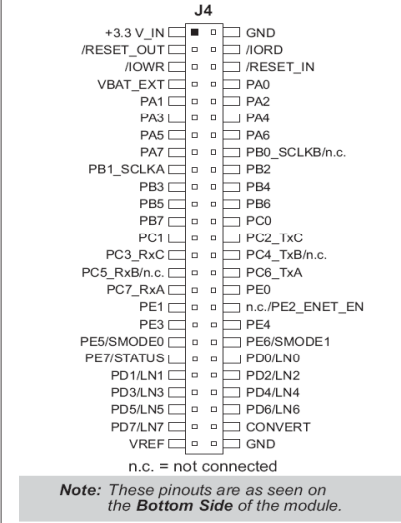 J4
+3.3 V_IN GND
/RESET_OUT /IORD
/IOWR /RESET_IN
VBAT_EXT PA0
PA1 PA2
PA3 PA4
PA5 PA6
PA7 PB0_SCLKB/n.c.
PB1_SCLKA PB2
PB3 PB4
PB5 PB6
PB7 PC0
PC1 PC2_TxC
PC3_RxC PC4_TxB/n.c.
PC5_RxB/n.c. PC6_TxA
PC7_RxA PE0
PE1 n.c./PE2_ENET_EN
PE3 PE4
PE5/SMODE0 PE6/SMODE1
PE7/STATUS PD0/LN0
PD1/LN1 PD2/LN2
PD3/LN3 PD4/LN4
PD5/LN5 PD6/LN6
PD7/LN7 CONVERT
VREF GND
n.c. = not connected
Note: These pinouts are as seen on
the Bottom Side of the module.